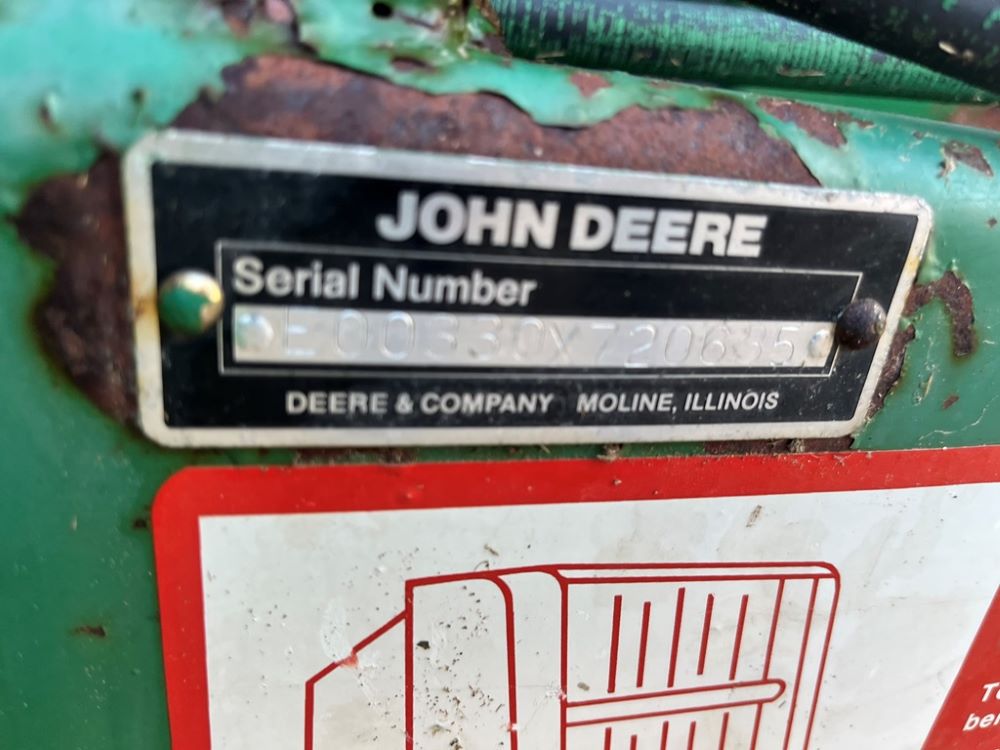 JOHN DEERE
Serial Number
E00330X720635
DEERE & COMPANY MOLINE, ILLINOIS